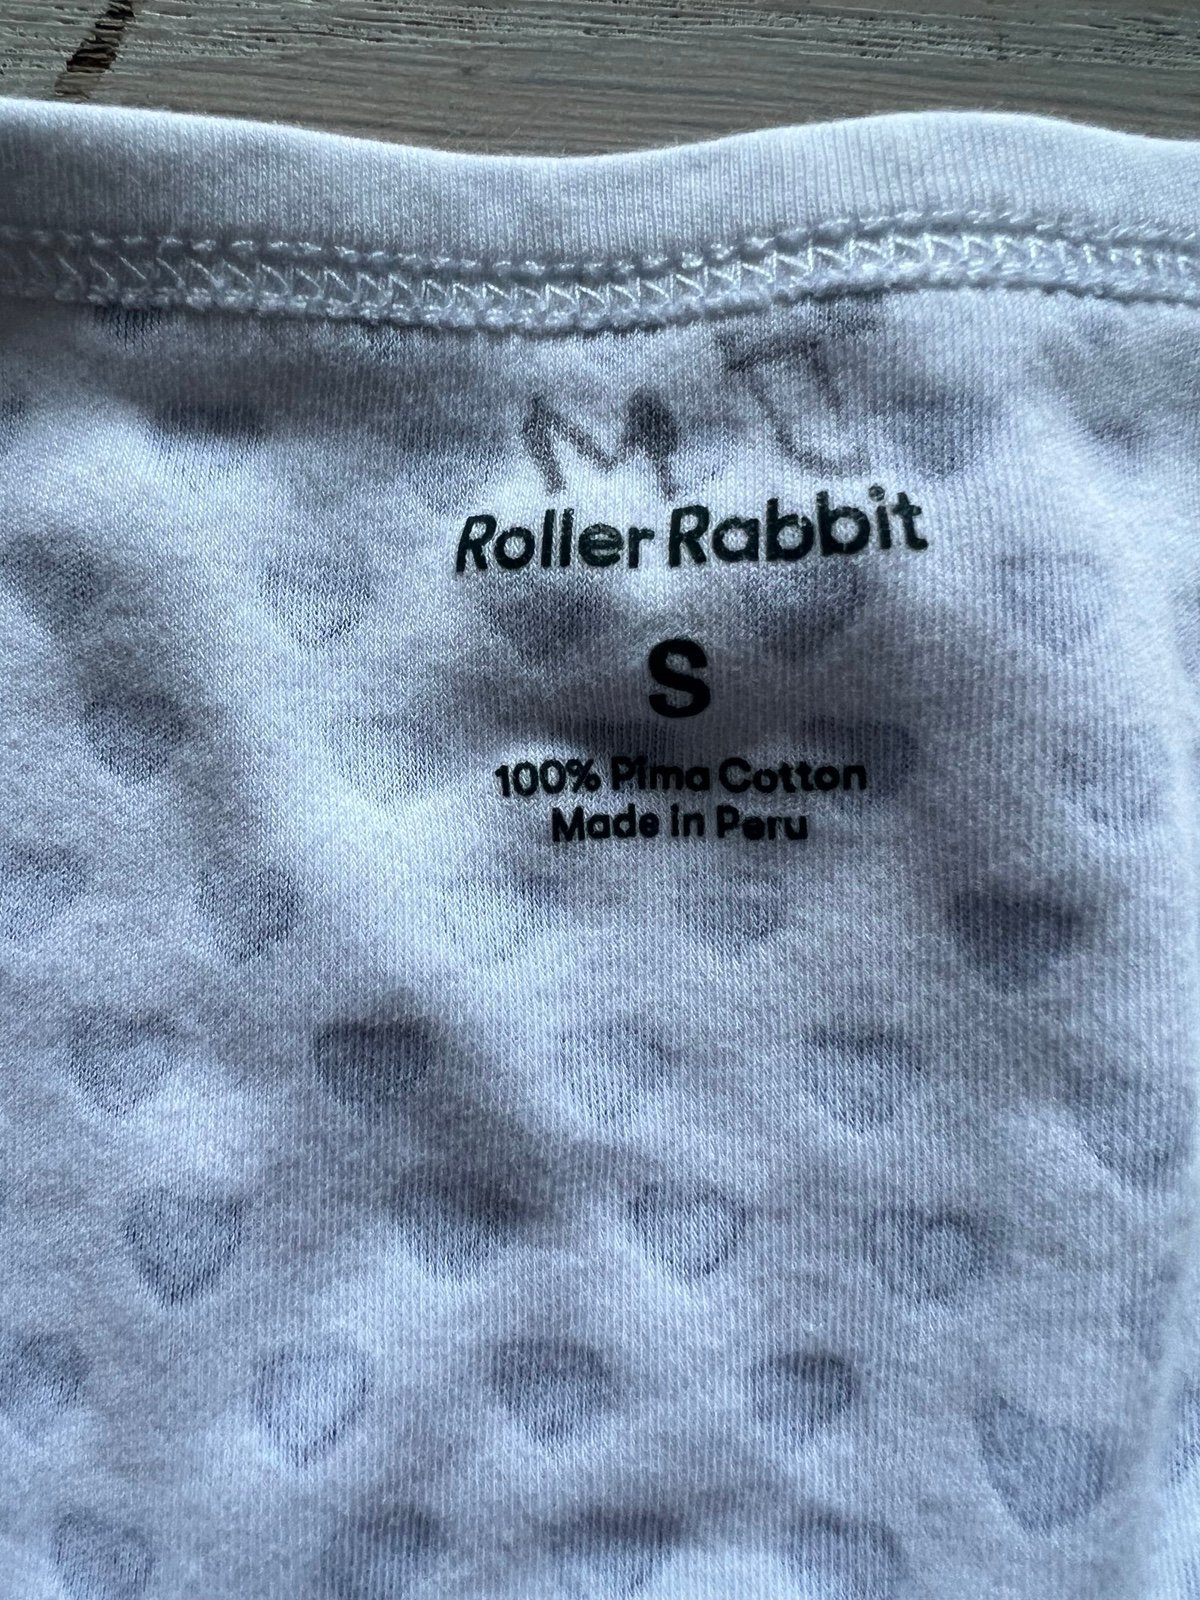 M J
Roller Rabbit
S
100% Pima Cotton
Made in Peru